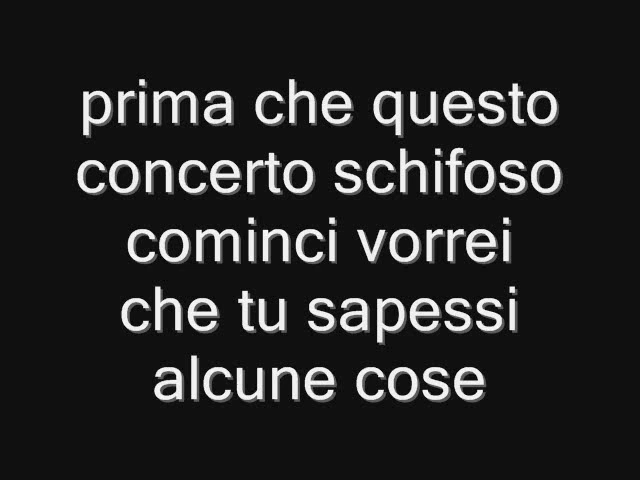 prima che questo
concerto schifoso
cominci vorrei
che tu sapessi
alcune cose